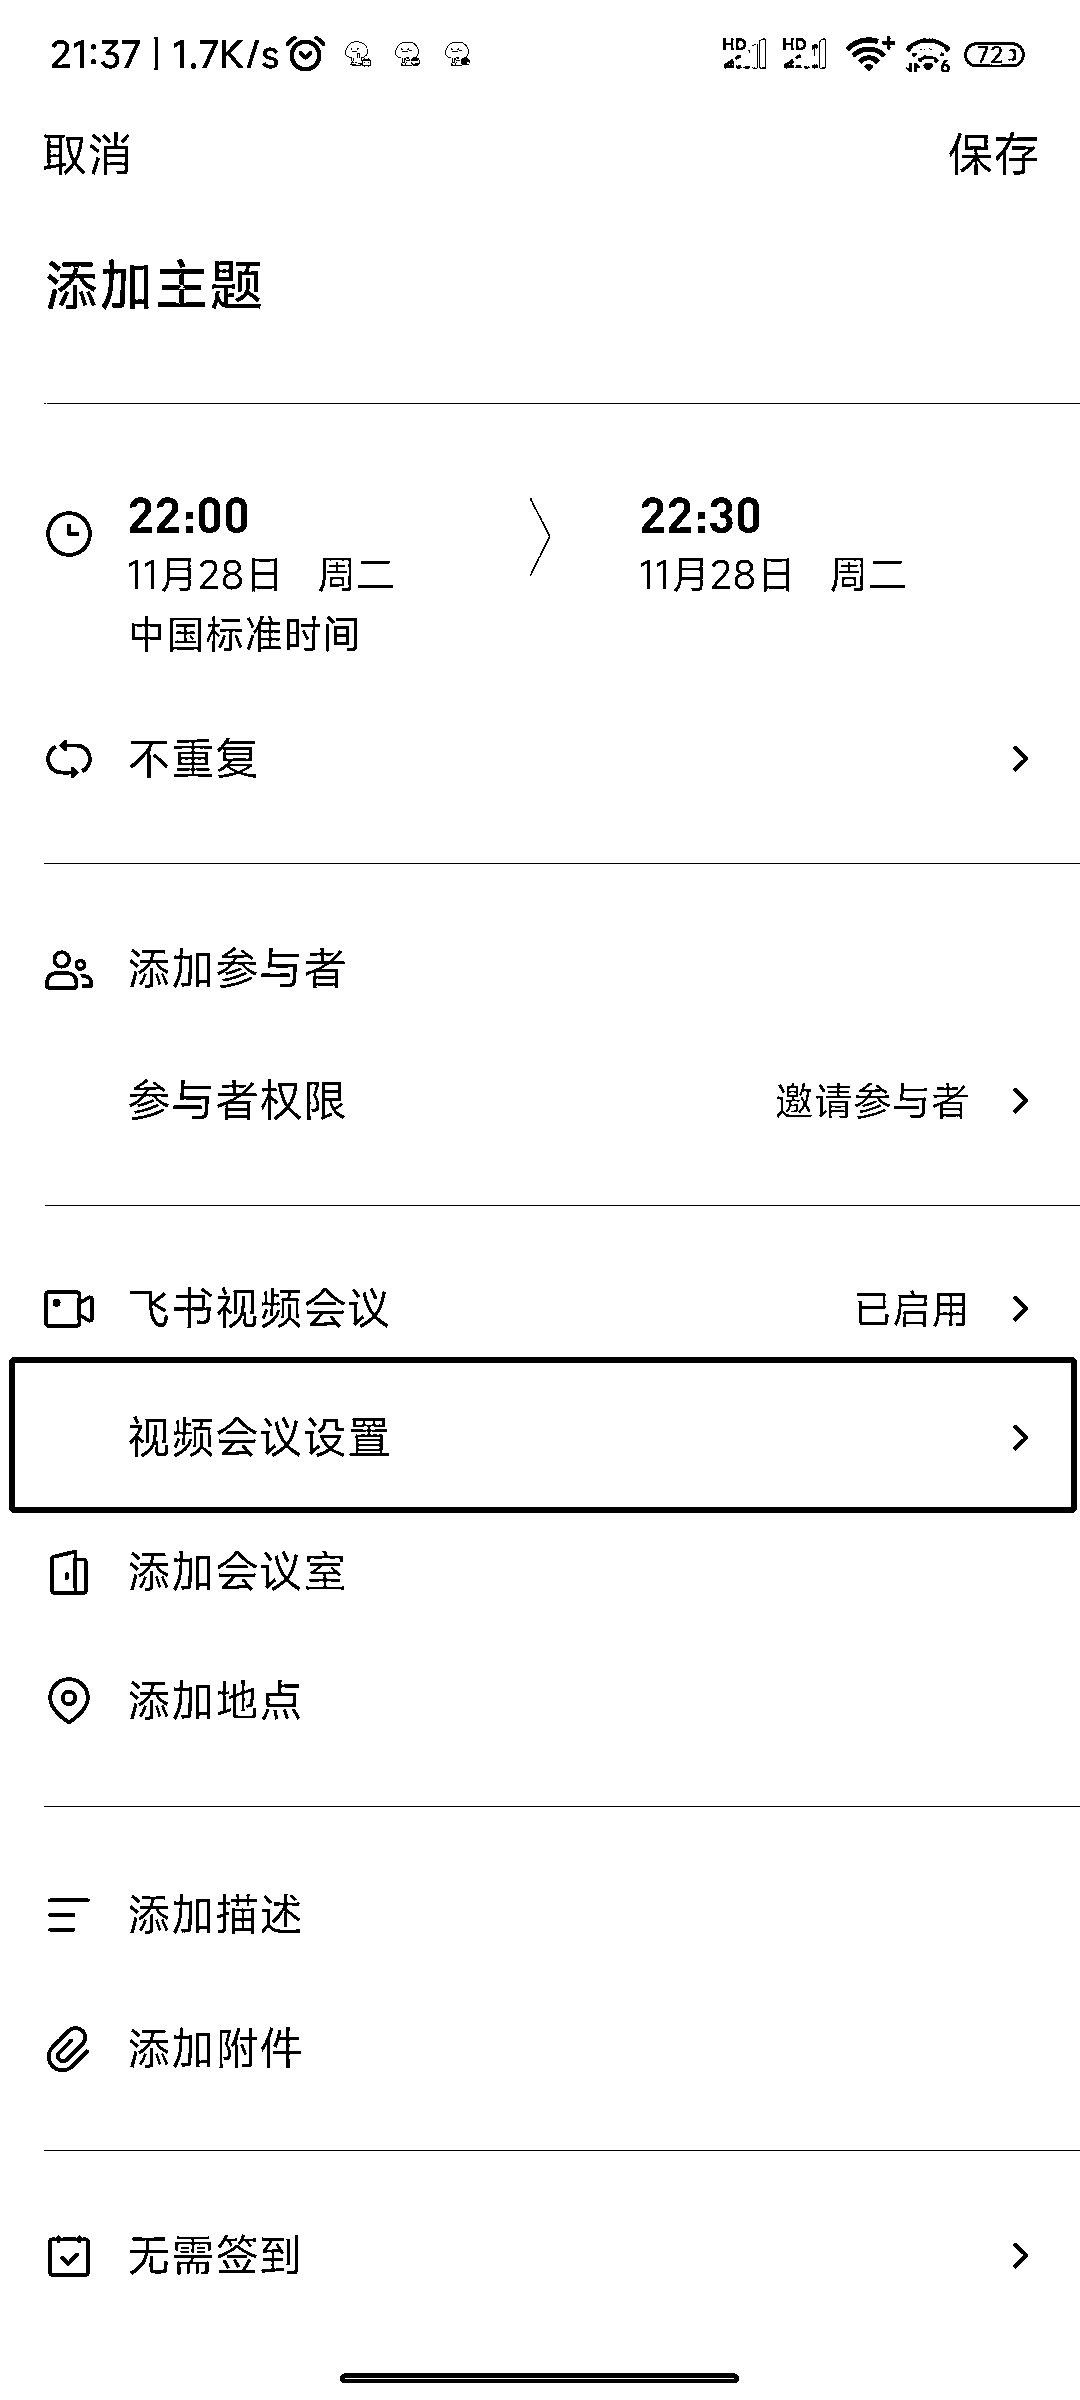 21:37 | 1.7K/s HD HD 6 72
取消 保存
添加主题
22:00 22:30
11月28日 周二 11月28日 周二
中国标准时间
不重复
添加参与者
参与者权限 邀请参与者
飞书视频会议 已启用
视频会议设置
添加会议室
添加地点
添加描述
添加附件
无需签到